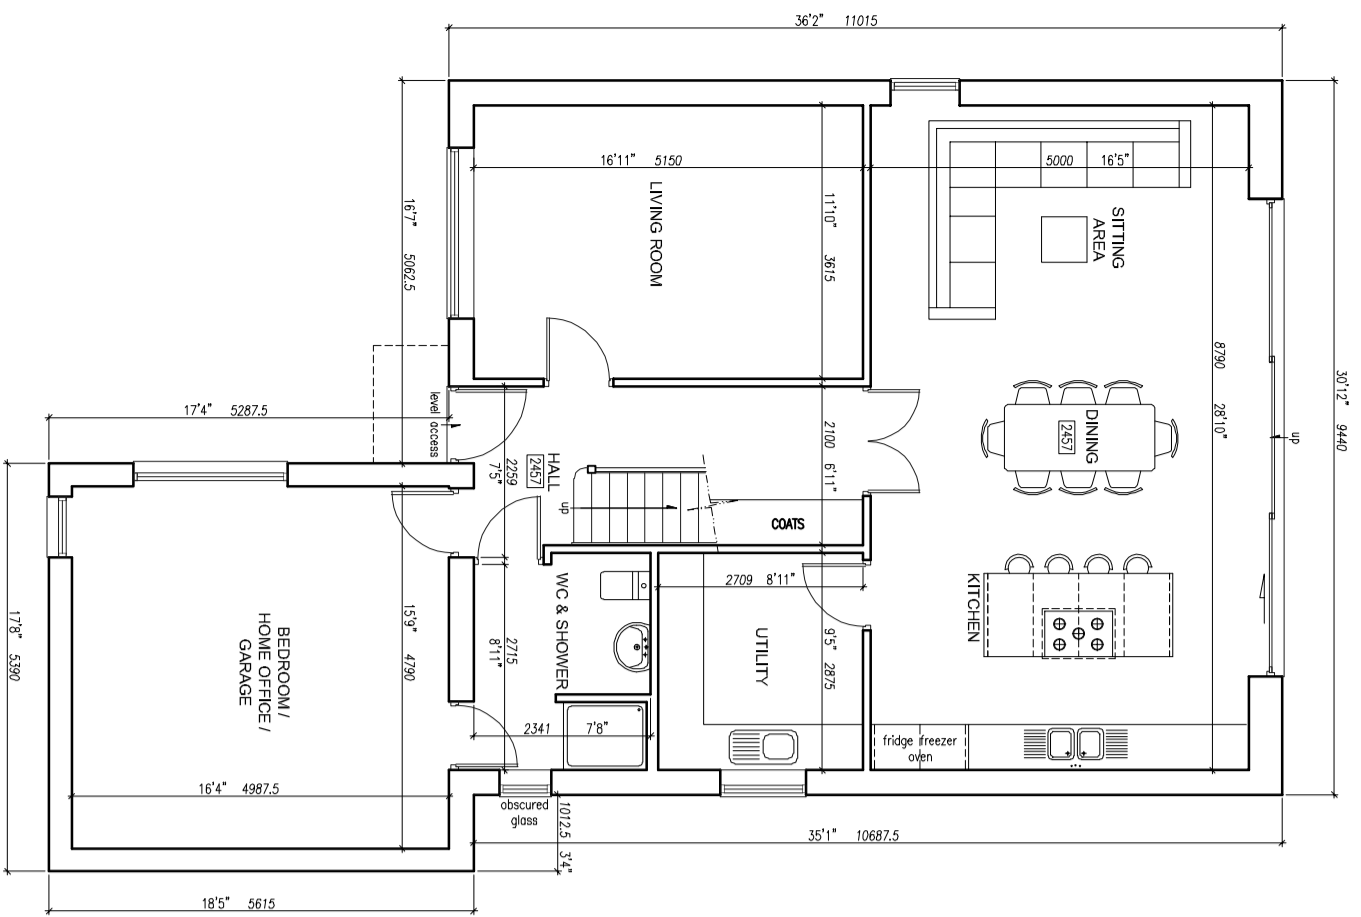 36'2" 11015
16'11" 5150
5000 16'5"
LIVING ROOM
11'10" 3615
SITTING
AREA
16'7" 5062.5
8790 28'10"
30'12" 9440
up
level access
17'4" 5287.5
2259
7'5"
HALL
2457
2100 6'11"
DINING
2457
up
COATS
WC & SHOWER
2709 8'11"
KITCHEN
UTILITY
9'5" 2875
2715
8'11"
BEDROOM /
HOME OFFICE /
GARAGE
15'9" 4790
17'8" 5390
2341 7'8"
fridge freezer
oven
16'4" 4987.5
obscured
glass
1012.5 3'4"
35'1" 10687.5
18'5" 5615